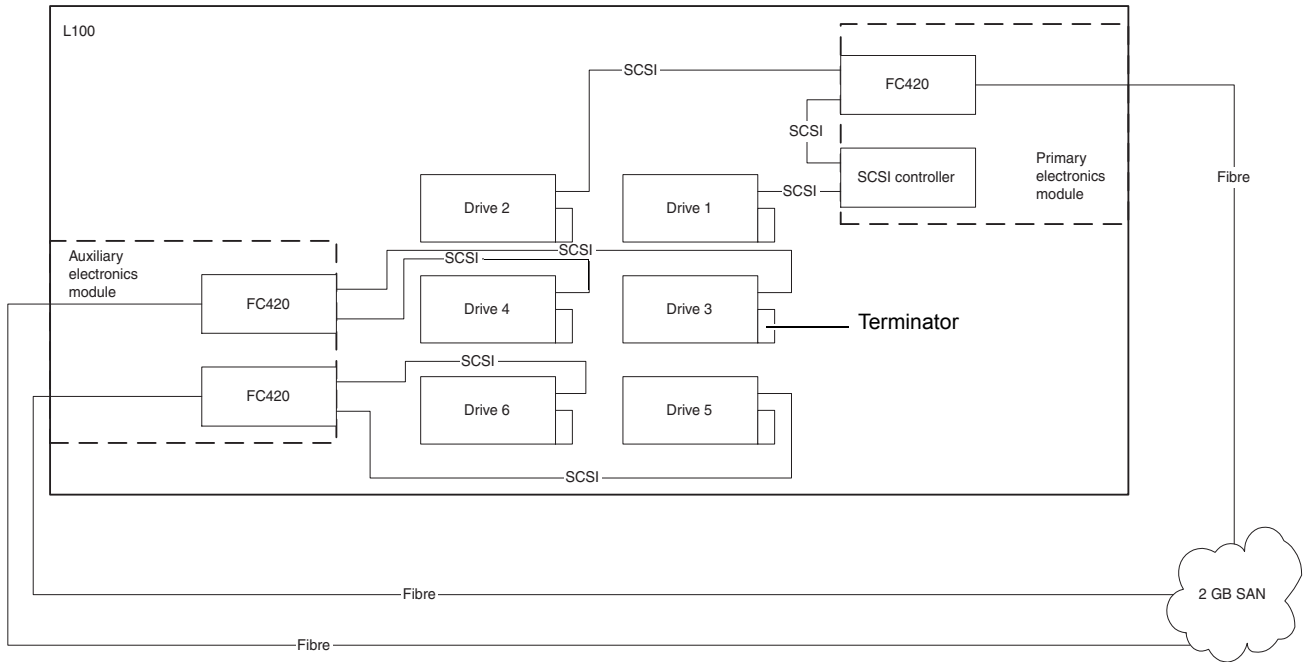 L100
SCSI
FC420
SCSI
SCSI controller
Primary
electronics
module
Fibre
Drive 2
Drive 1
SCSI
Auxiliary
electronics
module
SCSI
SCSI
FC420
Drive 4
Drive 3
Terminator
SCSI
FC420
Drive 6
Drive 5
SCSI
2 GB SAN
Fibre
Fibre